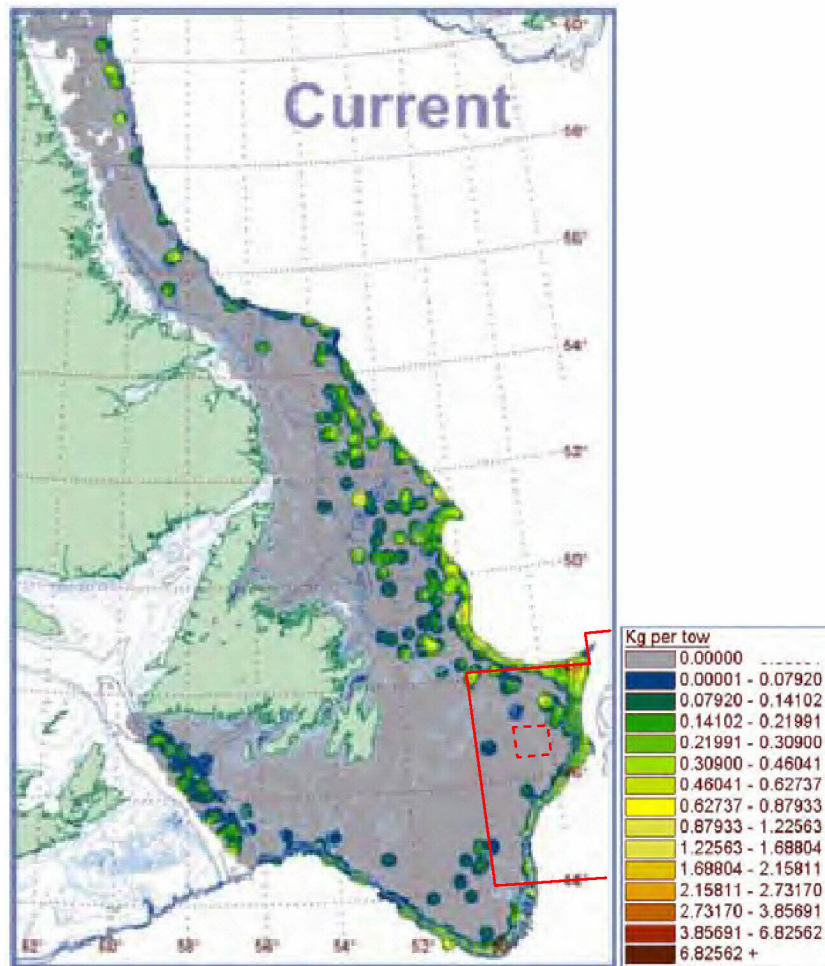 Current
60°
58°
56°
54°
52°
50°
Kg per tow
0.00000
0.00001 - 0.07920
0.07920 - 0.14102
0.14102 - 0.21991
0.21991 - 0.30900
0.30900 - 0.46041
0.46041 - 0.62737
0.62737 - 0.87933
0.87933 - 1.22563
1.22563 - 1.68804
1.68804 - 2.15811
2.15811 - 2.73170
2.73170 - 3.85691
3.85691 - 6.82562
6.82562 +
62° 60° 58° 56° 54° 52°